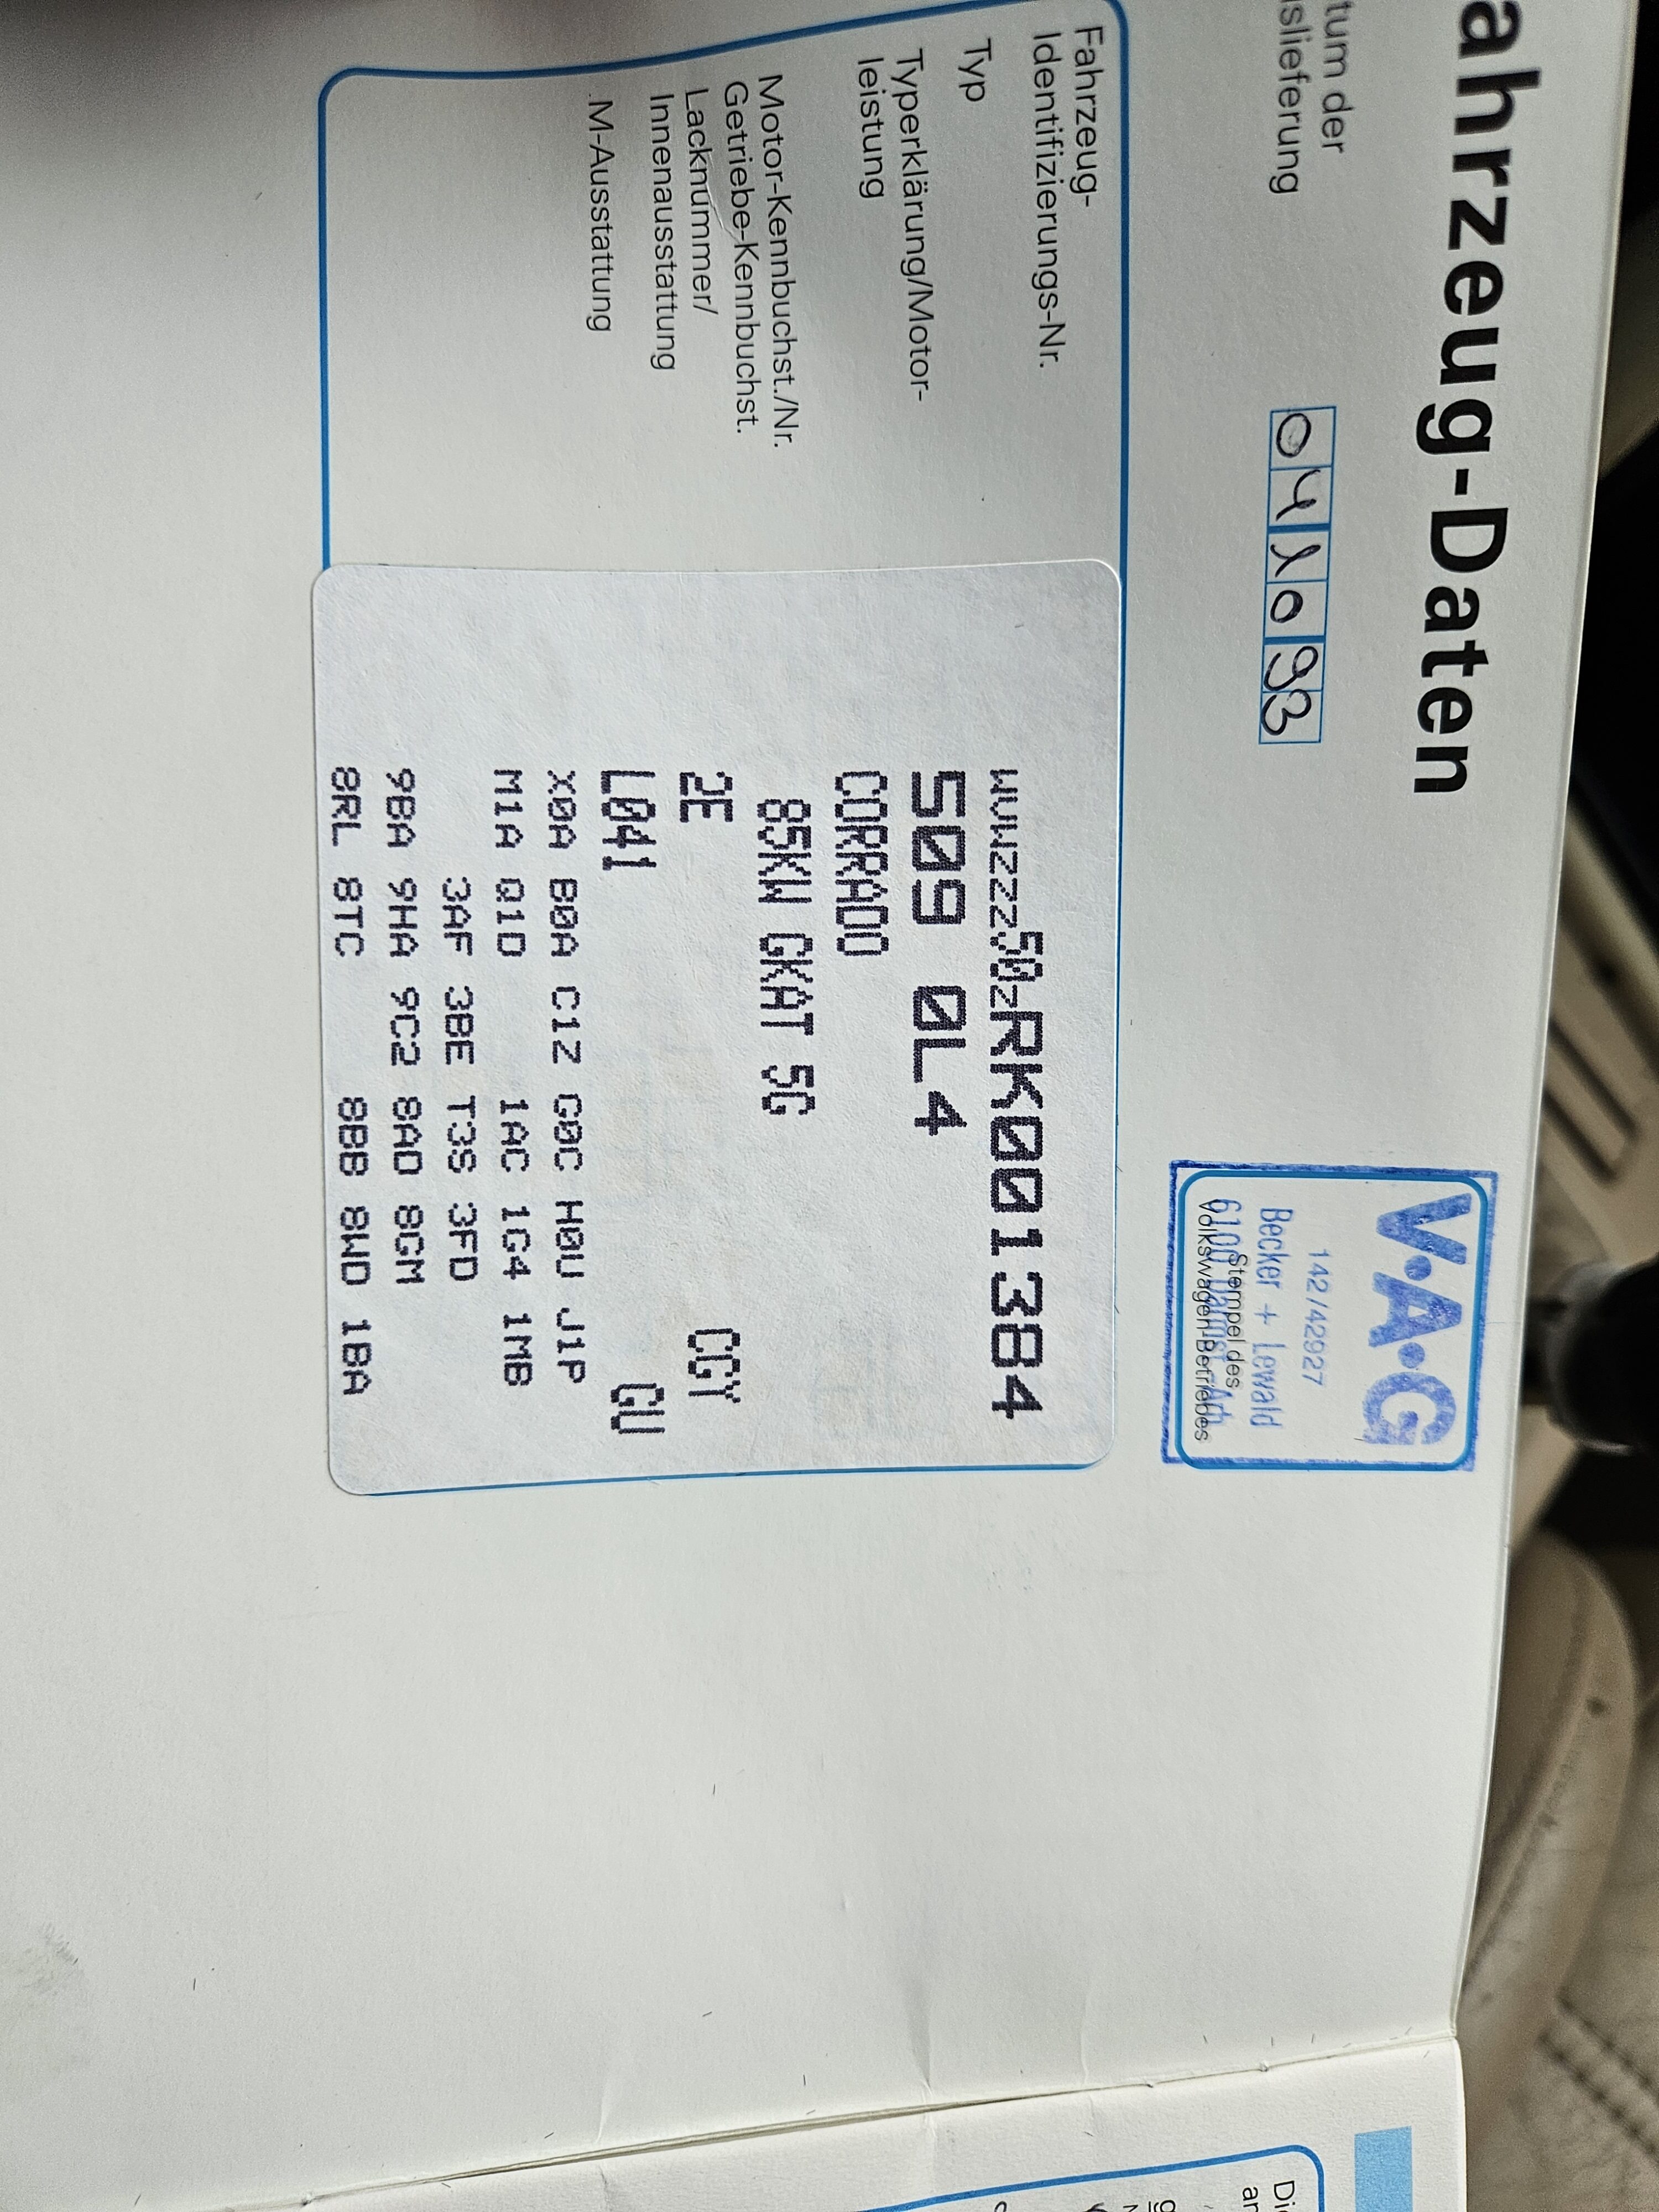 ahrzeug-Daten
tum der
slieferung
04 10 93
V·A·G
142/42927
Becker + Lewald
Stempel des
Volkswagen-Betriebes
Fahrzeug-
Identifizierungs-Nr.
WVWZZZ50ZRK001384
Typ
509 0L4
Typerklärung/Motor-
leistung
CORRADO
85KW GKAT 5G
Motor-Kennbuchst./Nr.
Getriebe-Kennbuchst.
2E CGY
Lacknummer/
Innenausstattung
L041 GU
M-Ausstattung
X0A B0A C1Z G0C H0U J1P
M1A Q1D 1AC 1G4 1MB
3AF 3BE T3S 3FD
9BA 9HA 9C2 8AD 8GM
8RL 8TC 8BB 8WD 1BA